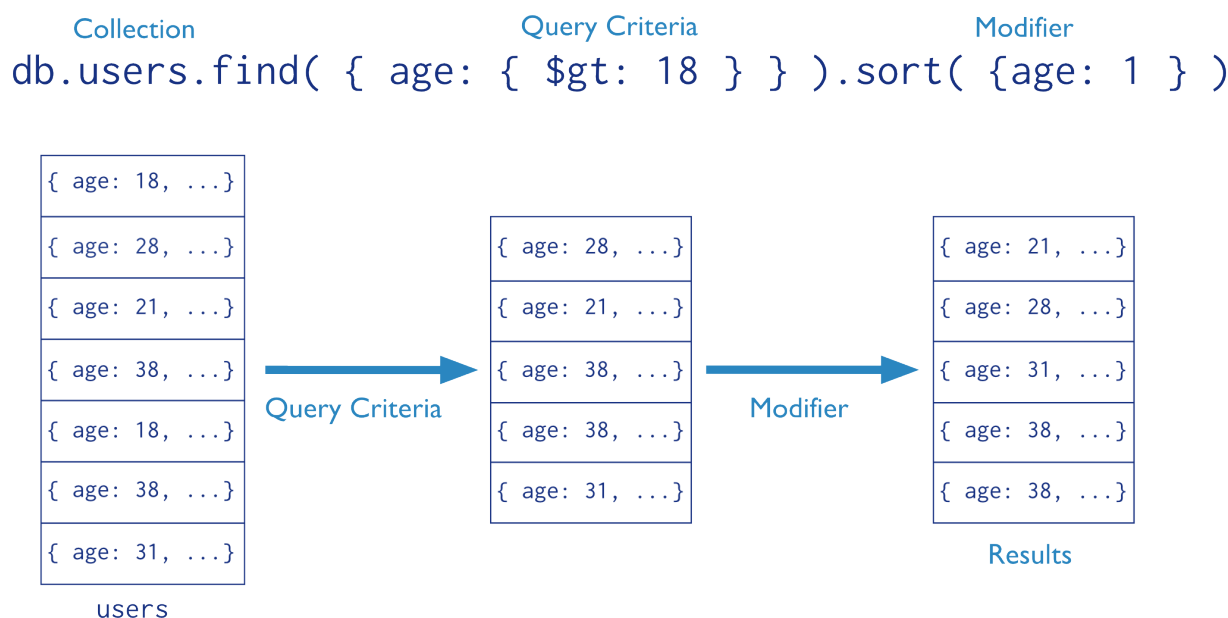 Collection Query Criteria Modifier
db.users.find( { age: { $gt: 18 } } ).sort( {age: 1 } )
{ age: 18, ...}
{ age: 28, ...}
{ age: 21, ...}
{ age: 38, ...}
{ age: 18, ...}
{ age: 38, ...}
{ age: 31, ...}
users
Query Criteria
{ age: 28, ...}
{ age: 21, ...}
{ age: 38, ...}
{ age: 38, ...}
{ age: 31, ...}
Modifier
{ age: 21, ...}
{ age: 28, ...}
{ age: 31, ...}
{ age: 38, ...}
{ age: 38, ...}
Results